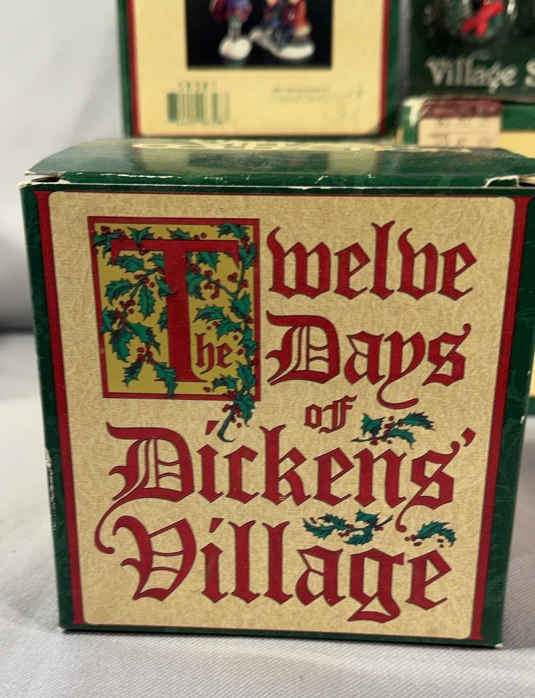 Village S
The Twelve
Days
of
Dickens'
Village